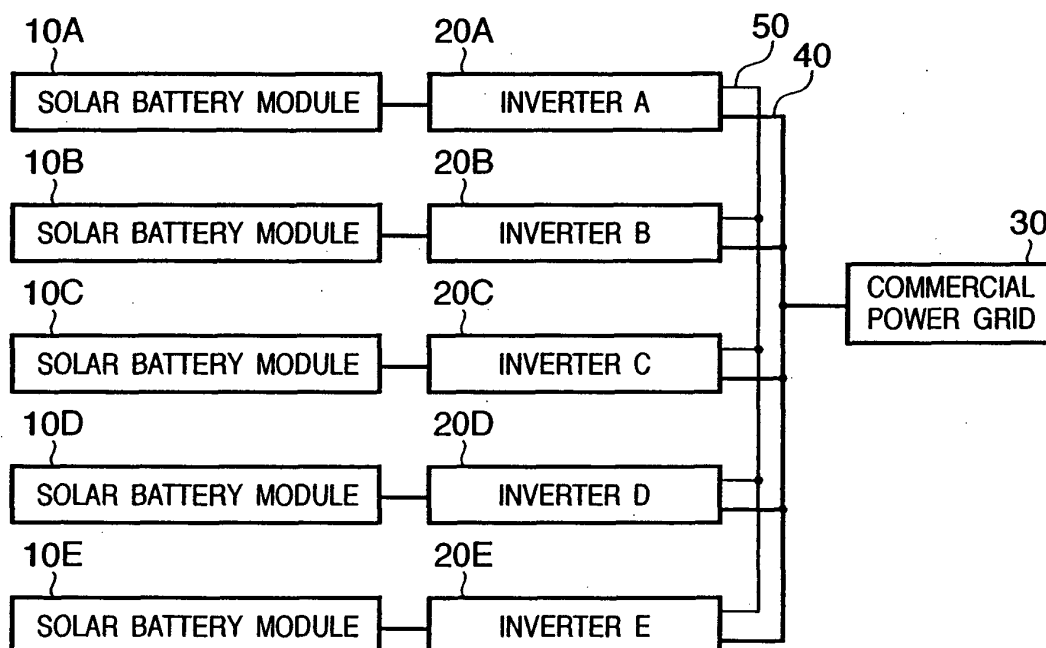 10A 20A 50
40
SOLAR BATTERY MODULE INVERTER A
10B 20B
SOLAR BATTERY MODULE INVERTER B
30
10C 20C
COMMERCIAL
POWER GRID
SOLAR BATTERY MODULE INVERTER C
10D 20D
SOLAR BATTERY MODULE INVERTER D
10E 20E
SOLAR BATTERY MODULE INVERTER E